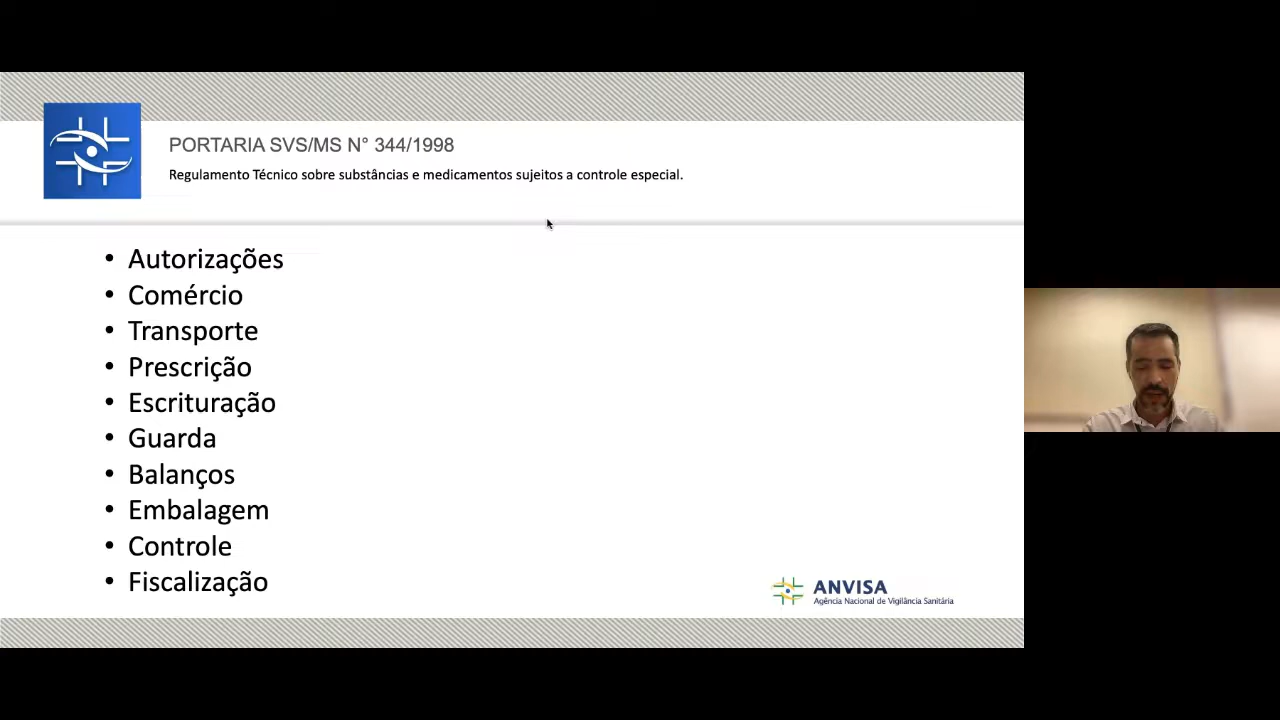 PORTARIA SVS/MS N° 344/1998
Regulamento Técnico sobre substâncias e medicamentos sujeitos a controle especial.
• Autorizações
• Comércio
• Transporte
• Prescrição
• Escrituração
• Guarda
• Balanços
• Embalagem
• Controle
• Fiscalização
ANVISA
Agência Nacional de Vigilância Sanitária